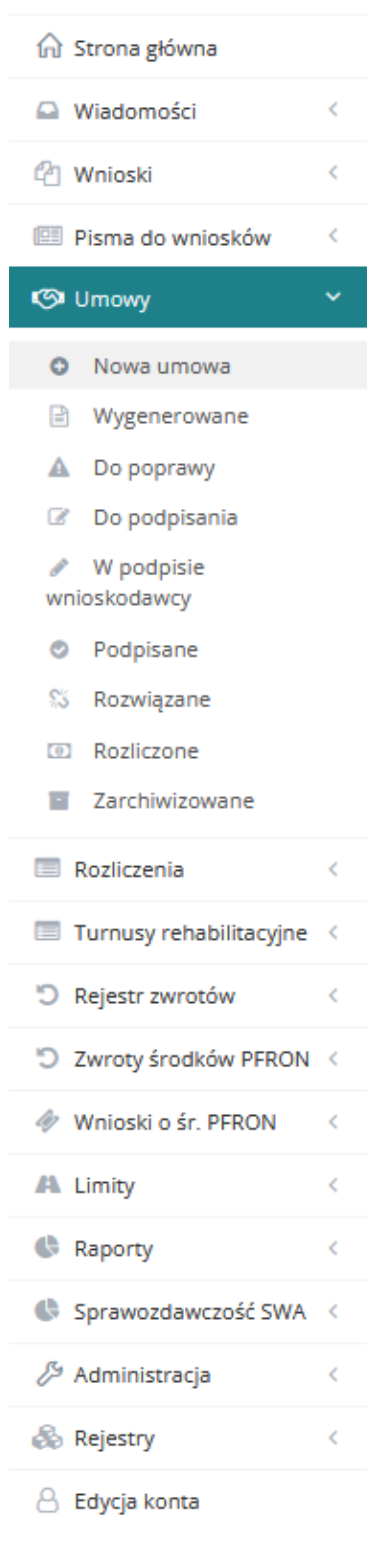 Strona główna
Wiadomości
Wnioski
Pisma do wniosków
Umowy
Nowa umowa
Wygenerowane
Do poprawy
Do podpisania
W podpisie
wnioskodawcy
Podpisane
Rozwiązane
Rozliczone
Zarchiwizowane
Rozliczenia
Turnusy rehabilitacyjne
Rejestr zwrotów
Zwroty środków PFRON
Wnioski o śr. PFRON
Limity
Raporty
Sprawozdawczość SWA
Administracja
Rejestry
Edycja konta